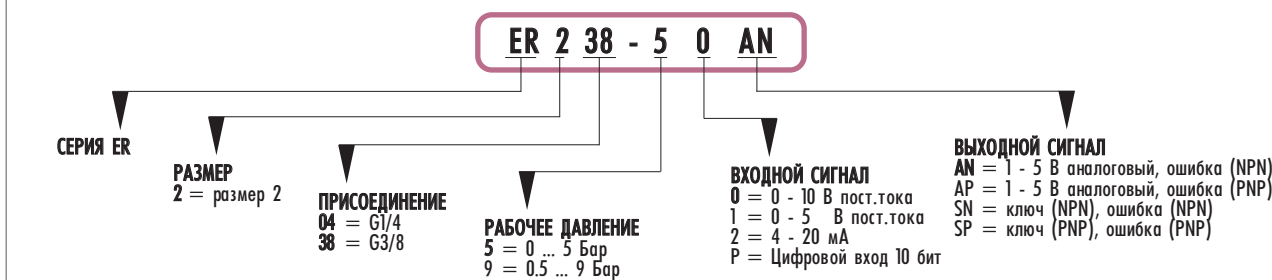 ER 2 38 - 5 0 AN
СЕРИЯ ER
РАЗМЕР
2 = размер 2
ПРИСОЕДИНЕНИЕ
04 = G1/4
38 = G3/8
РАБОЧЕЕ ДАВЛЕНИЕ
5 = 0 ... 5 Бар
9 = 0.5 ... 9 Бар
ВХОДНОЙ СИГНАЛ
0 = 0 - 10 В пост.тока
1 = 0 - 5 В пост.тока
2 = 4 - 20 мА
P = Цифровой вход 10 бит
ВЫХОДНОЙ СИГНАЛ
AN = 1 - 5 В аналоговый, ошибка (NPN)
AP = 1 - 5 В аналоговый, ошибка (PNP)
SN = ключ (NPN), ошибка (NPN)
SP = ключ (PNP), ошибка (PNP)